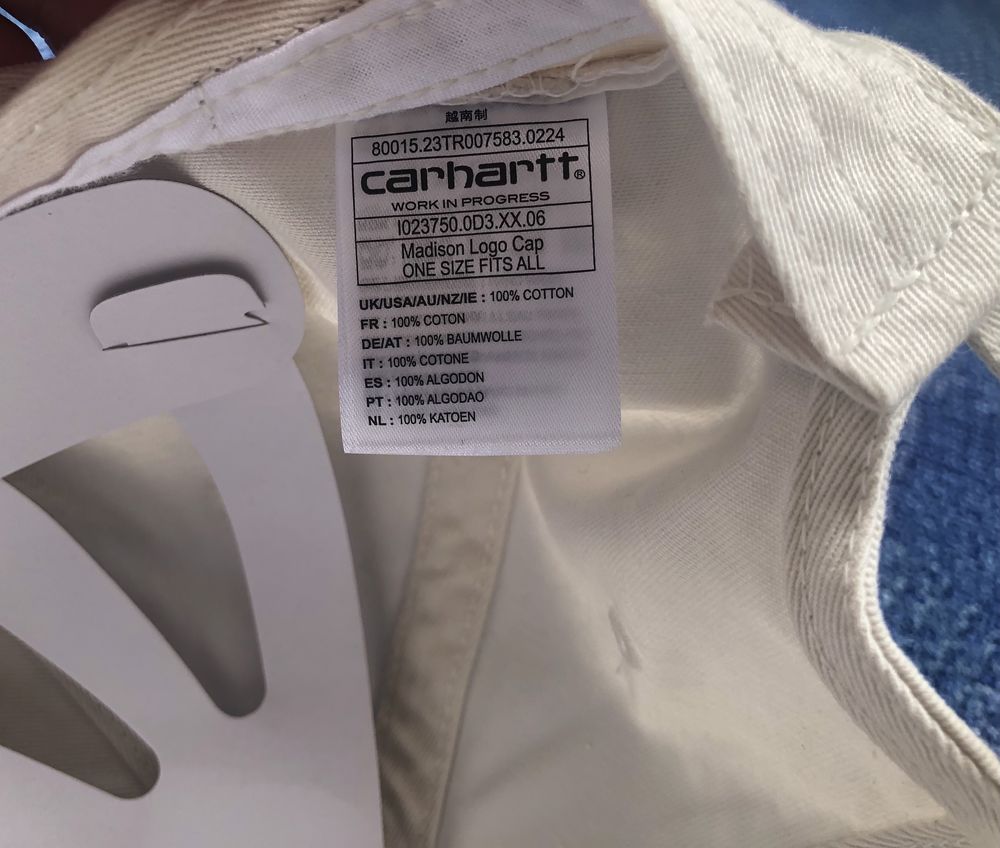 越南制
80015.23TR007583.0224
carhartt®
WORK IN PROGRESS
I023750.0D3.XX.06
Madison Logo Cap
ONE SIZE FITS ALL
UK/USA/AU/NZ/IE : 100% COTTON
FR : 100% COTON
DE/AT : 100% BAUMWOLLE
IT : 100% COTONE
ES : 100% ALGODON
PT : 100% ALGODAO
NL : 100% KATOEN